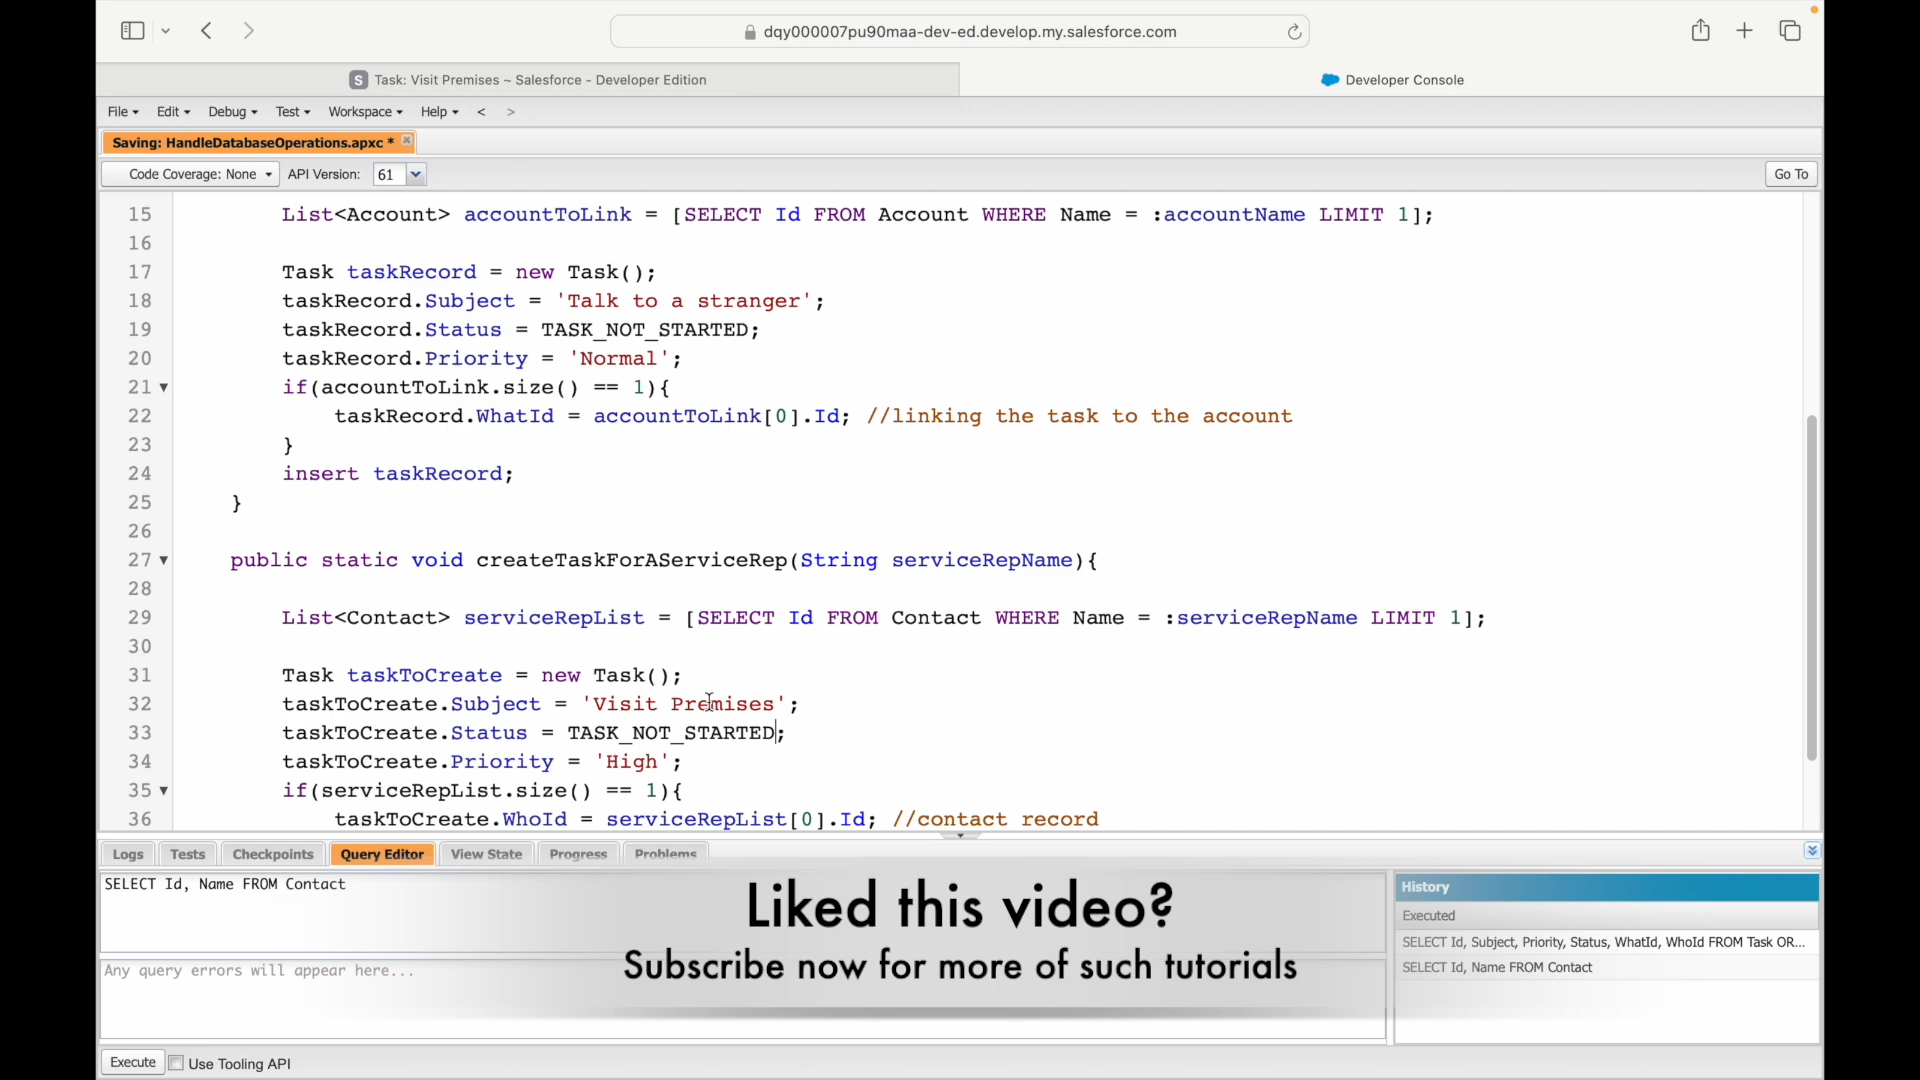 dqy000007pu90maa-dev-ed.develop.my.salesforce.com
S Task: Visit Premises ~ Salesforce - Developer Edition
Developer Console
File Edit Debug Test Workspace Help < >
Saving: HandleDatabaseOperations.apxc *
Code Coverage: None API Version: 61 Go To
15 List<Account> accountToLink = [SELECT Id FROM Account WHERE Name = :accountName LIMIT 1];
16
17 Task taskRecord = new Task();
18 taskRecord.Subject = 'Talk to a stranger';
19 taskRecord.Status = TASK_NOT_STARTED;
20 taskRecord.Priority = 'Normal';
21 if(accountToLink.size() == 1){
22 taskRecord.WhatId = accountToLink[0].Id; //linking the task to the account
23 }
24 insert taskRecord;
25 }
26
27 public static void createTaskForAServiceRep(String serviceRepName){
28
29 List<Contact> serviceRepList = [SELECT Id FROM Contact WHERE Name = :serviceRepName LIMIT 1];
30
31 Task taskToCreate = new Task();
32 taskToCreate.Subject = 'Visit Premises';
33 taskToCreate.Status = TASK_NOT_STARTED;
34 taskToCreate.Priority = 'High';
35 if(serviceRepList.size() == 1){
36 taskToCreate.WhoId = serviceRepList[0].Id; //contact record
Logs Tests Checkpoints Query Editor View State Progress Problems
SELECT Id, Name FROM Contact
Any query errors will appear here...
Liked this video?
Subscribe now for more of such tutorials
History
Executed
SELECT Id, Subject, Priority, Status, WhatId, WhoId FROM Task OR...
SELECT Id, Name FROM Contact
Execute Use Tooling API